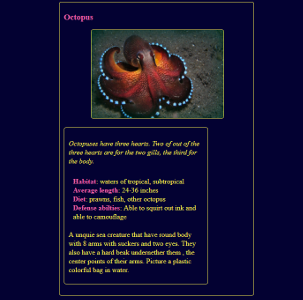 Octopus
Octopuses have three hearts. Two of out of the
three hearts are for the two gills, the third for
the body.
Habitat: waters of tropical, subtropical
Average length: 24-36 inches
Diet: prawns, fish, other octopus
Defense abilties: Able to squirt out ink and
able to camouflage
A unquie sea creature that have round body
with 8 arms with suckers and two eyes. They
also have a hard beak undernether them , the
center points of their arms. Picture a plastic
colorful bag in water.